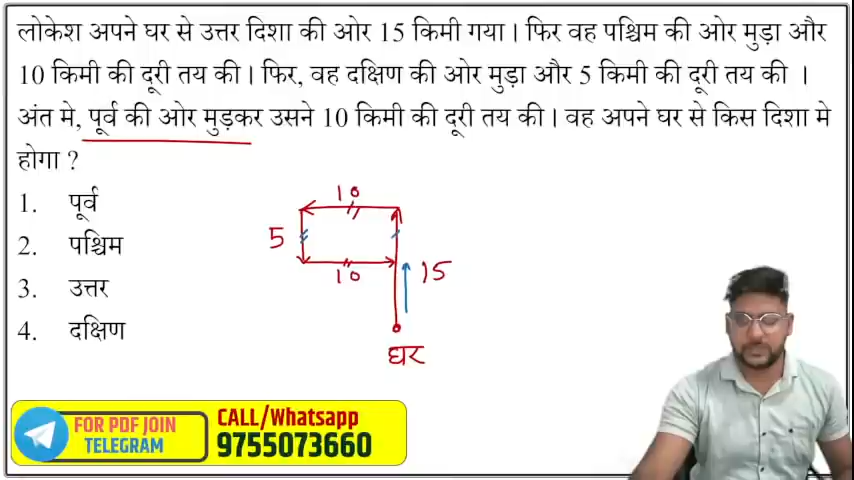 लोकेश अपने घर से उत्तर दिशा की ओर 15 किमी गया। फिर वह पश्चिम की ओर मुड़ा और
10 किमी की दूरी तय की। फिर, वह दक्षिण की ओर मुड़ा और 5 किमी की दूरी तय की ।
अंत मे, पूर्व की ओर मुड़कर उसने 10 किमी की दूरी तय की। वह अपने घर से किस दिशा मे
होगा ?
1. पूर्व
2. पश्चिम
3. उत्तर
4. दक्षिण
10
5
10
15
घर
FOR PDF JOIN
TELEGRAM
CALL/Whatsapp
9755073660